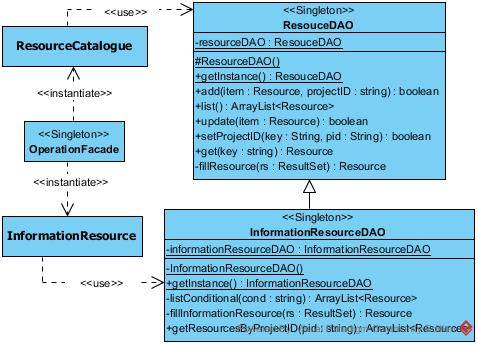 <<use>>
ResourceCatalogue
<<instantiate>>
<<Singleton>>
OperationFacade
<<instantiate>>
InformationResource
<<use>>
<<Singleton>>
ResouceDAO
-resourceDAO : ResouceDAO
#ResourceDAO()
+getInstance() : ResouceDAO
+add(item : Resource, projectID : string) : boolean
+list() : ArrayList<Resource>
+update(item : Resource) : boolean
+setProjectID(key : String, pid : String) : boolean
+get(key : string) : Resource
-fillResource(rs : ResultSet) : Resource
<<Singleton>>
InformationResourceDAO
-informationResourceDAO : InformationResourceDAO
-InformationResourceDAO()
+getInstance() : InformationResourceDAO
-listConditional(cond : string) : ArrayList<Resource>
-fillInformationResource(rs : ResultSet) : Resource
+getResourcesByProjectID(pid : string) : ArrayList<Resource>